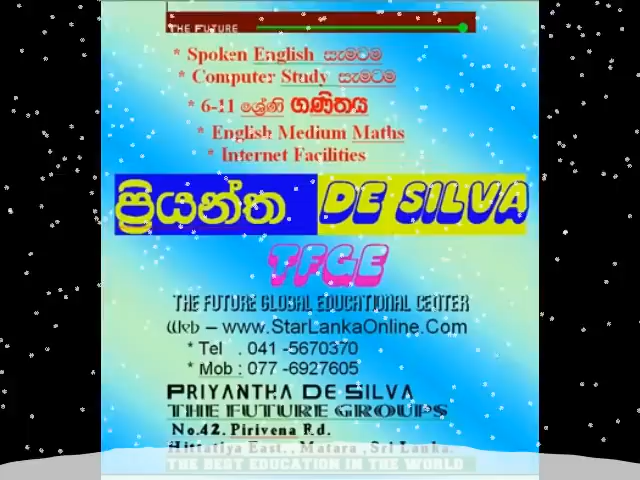 THE FUTURE
* Spoken English සැමටම
* Computer Study සැමටම
* 6-11 ශ්‍රේණි ගණිතය
* English Medium Maths
* Internet Facilities
ප්‍රියන්ත DE SILVA
TFGE
THE FUTURE GLOBAL EDUCATIONAL CENTER
Web – www.StarLankaOnline.Com
* Tel . 041 -5670370
* Mob : 077 -6927605
PRIYANTHA DE SILVA
THE FUTURE GROUPS
No.42. Pirivena Rd.
Hittatiya East. , Matara , Sri Lanka.
THE BEST EDUCATION IN THE WORLD